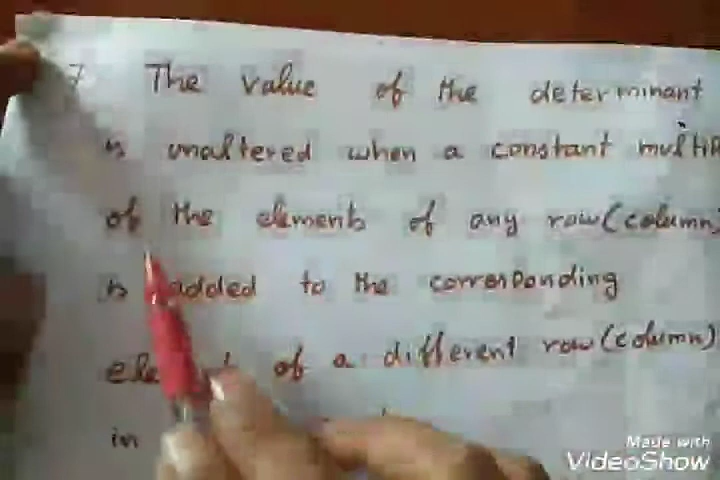 7 The value of the determinant
is unaltered when a constant multip
of the elements of any row(column)
is added to the corresponding
of a different row(column)
in
Made with
VideoShow